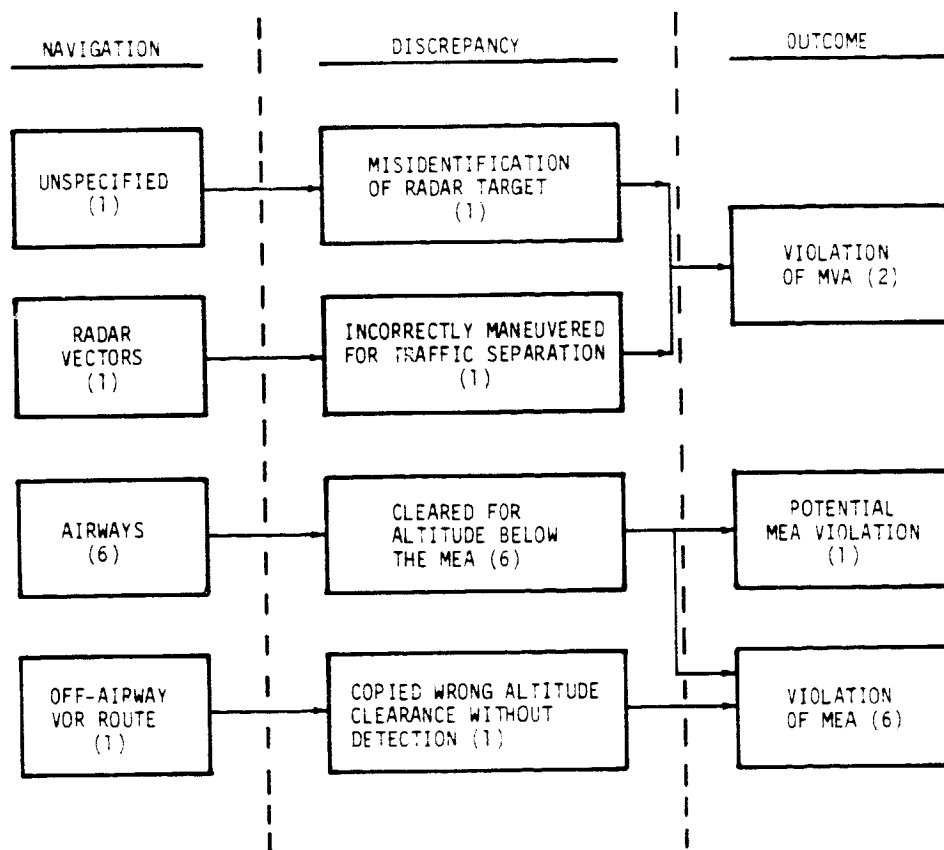 NAVIGATION
DISCREPANCY
OUTCOME
UNSPECIFIED
(1)
MISIDENTIFICATION
OF RADAR TARGET
(1)
VIOLATION
OF MVA (2)
RADAR
VECTORS
(1)
INCORRECTLY MANEUVERED
FOR TRAFFIC SEPARATION
(1)
AIRWAYS
(6)
CLEARED FOR
ALTITUDE BELOW
THE MEA (6)
POTENTIAL
MEA VIOLATION
(1)
OFF-AIRWAY
VOR ROUTE
(1)
COPIED WRONG ALTITUDE
CLEARANCE WITHOUT
DETECTION (1)
VIOLATION
OF MEA (6)